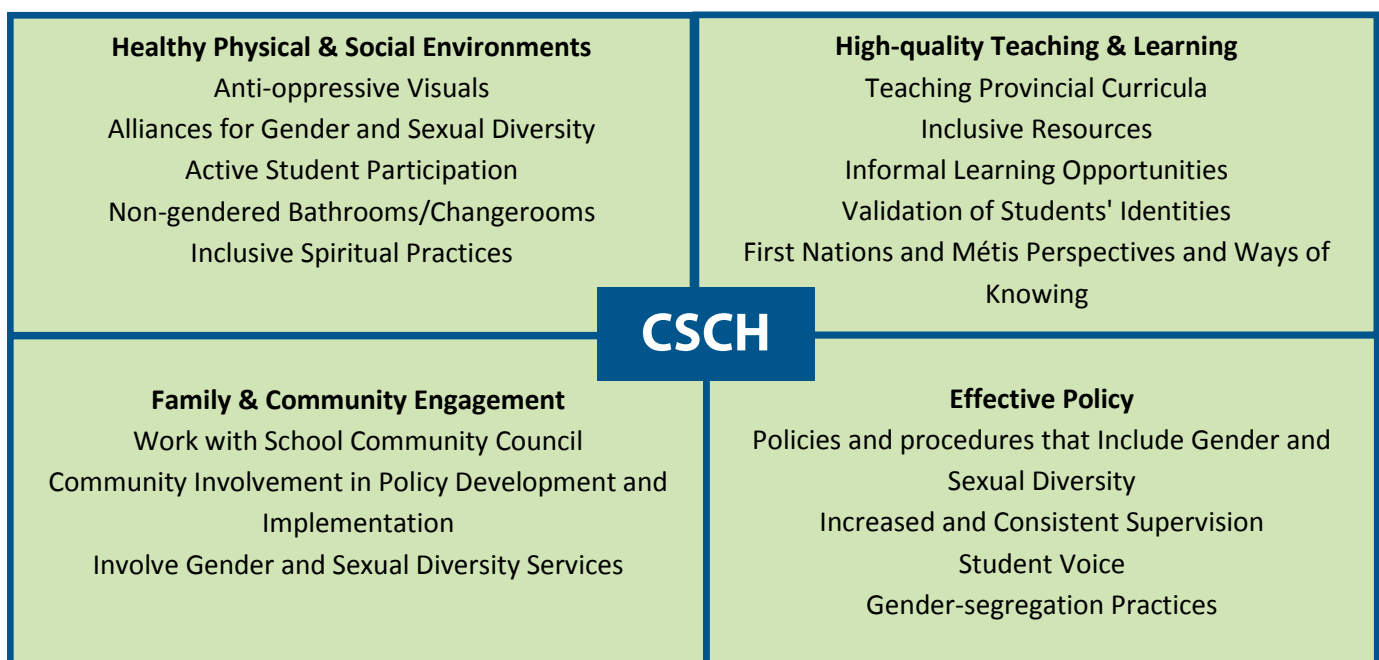 Healthy Physical & Social Environments
Anti-oppressive Visuals
Alliances for Gender and Sexual Diversity
Active Student Participation
Non-gendered Bathrooms/Changerooms
Inclusive Spiritual Practices
High-quality Teaching & Learning
Teaching Provincial Curricula
Inclusive Resources
Informal Learning Opportunities
Validation of Students' Identities
First Nations and Métis Perspectives and Ways of
Knowing
CSCH
Family & Community Engagement
Work with School Community Council
Community Involvement in Policy Development and
Implementation
Involve Gender and Sexual Diversity Services
Effective Policy
Policies and procedures that Include Gender and
Sexual Diversity
Increased and Consistent Supervision
Student Voice
Gender-segregation Practices